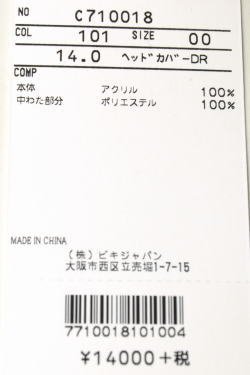 NO C710018
COL 101 SIZE 00
14.0 ヘッドカバー-DR
COMP
本体 アクリル 100%
中わた部分 ポリエステル 100%
MADE IN CHINA
(株)ビキジャパン
大阪市西区立売堀1-7-15
7710018101004
¥14000+税